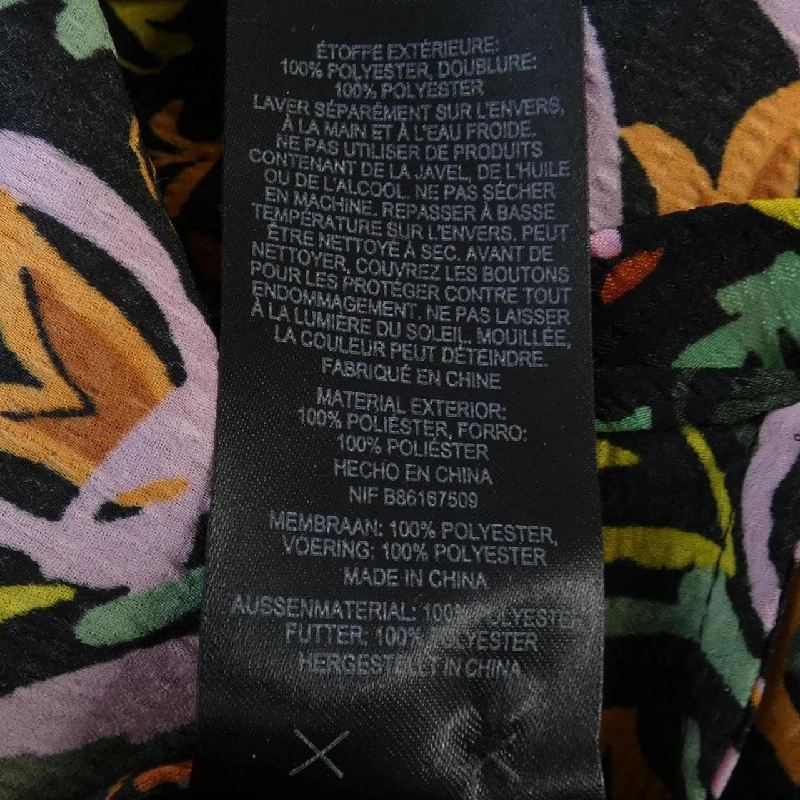 ÉTOFFE EXTÉRIEURE:
100% POLYESTER, DOUBLURE:
100% POLYESTER
LAVER SÉPARÉMENT SUR L'ENVERS,
À LA MAIN ET À L'EAU FROIDE.
NE PAS UTILISER DE PRODUITS
CONTENANT DE LA JAVEL, DE L'HUILE
OU DE L'ALCOOL. NE PAS SÉCHER
EN MACHINE. REPASSER À BASSE
TEMPÉRATURE SUR L'ENVERS. PEUT
ÊTRE NETTOYÉ À SEC. AVANT DE
NETTOYER, COUVREZ LES BOUTONS
POUR LES PROTÉGER CONTRE TOUT
ENDOMMAGEMENT. NE PAS LAISSER
À LA LUMIÈRE DU SOLEIL. MOUILLÉE,
LA COULEUR PEUT DÉTEINDRE.
FABRIQUÉ EN CHINE
MATERIAL EXTERIOR:
100% POLIÉSTER, FORRO:
100% POLIÉSTER
HECHO EN CHINA
NIF B86167509
MEMBRAAN: 100% POLYESTER,
VOERING: 100% POLYESTER
MADE IN CHINA
AUSSENMATERIAL: 100% POLYESTER
FUTTER, 100% POLYESTER
HERGESTELLT IN CHINA